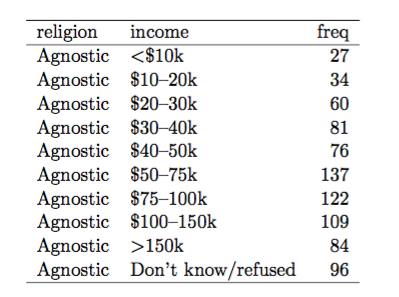 religion income freq
Agnostic <$10k 27
Agnostic $10–20k 34
Agnostic $20–30k 60
Agnostic $30–40k 81
Agnostic $40–50k 76
Agnostic $50–75k 137
Agnostic $75–100k 122
Agnostic $100–150k 109
Agnostic >150k 84
Agnostic Don't know/refused 96